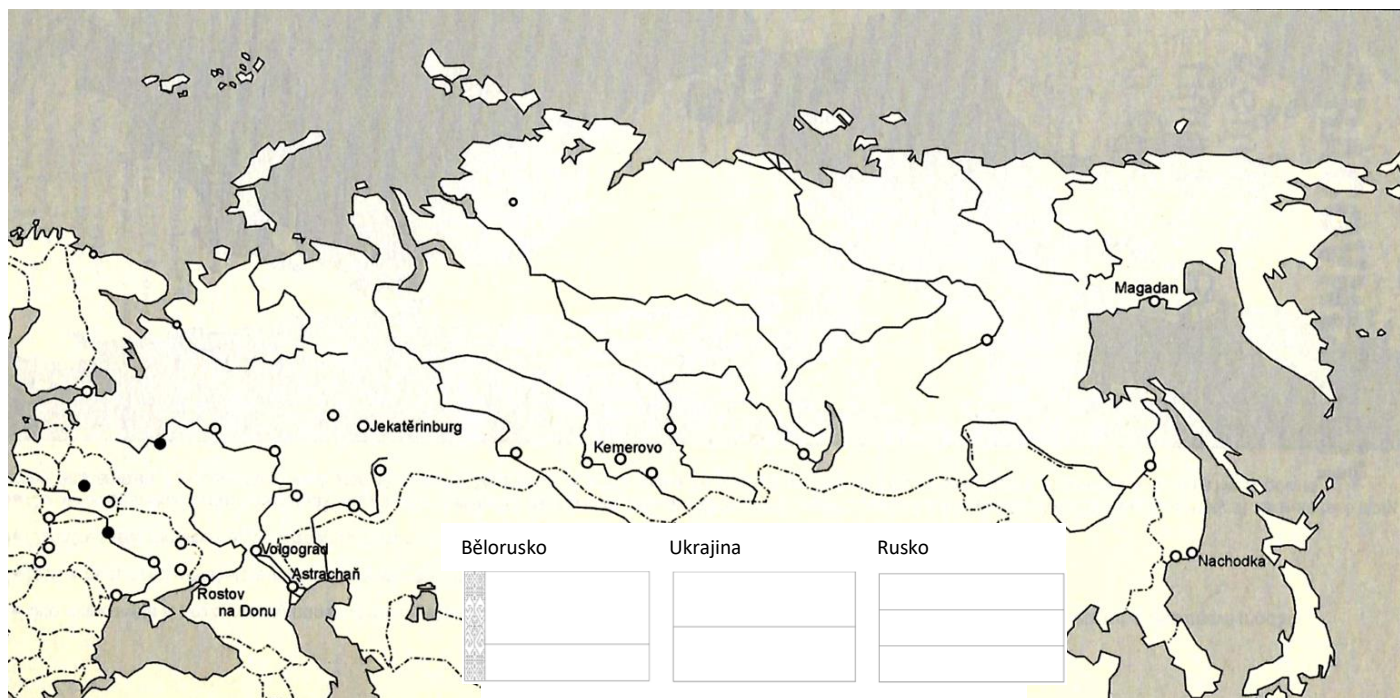 Magadan
Jekatěrinburg
Kemerovo
Volgograd
Astrachaň
Rostov
na Donu
Nachodka
Bělorusko
Ukrajina
Rusko